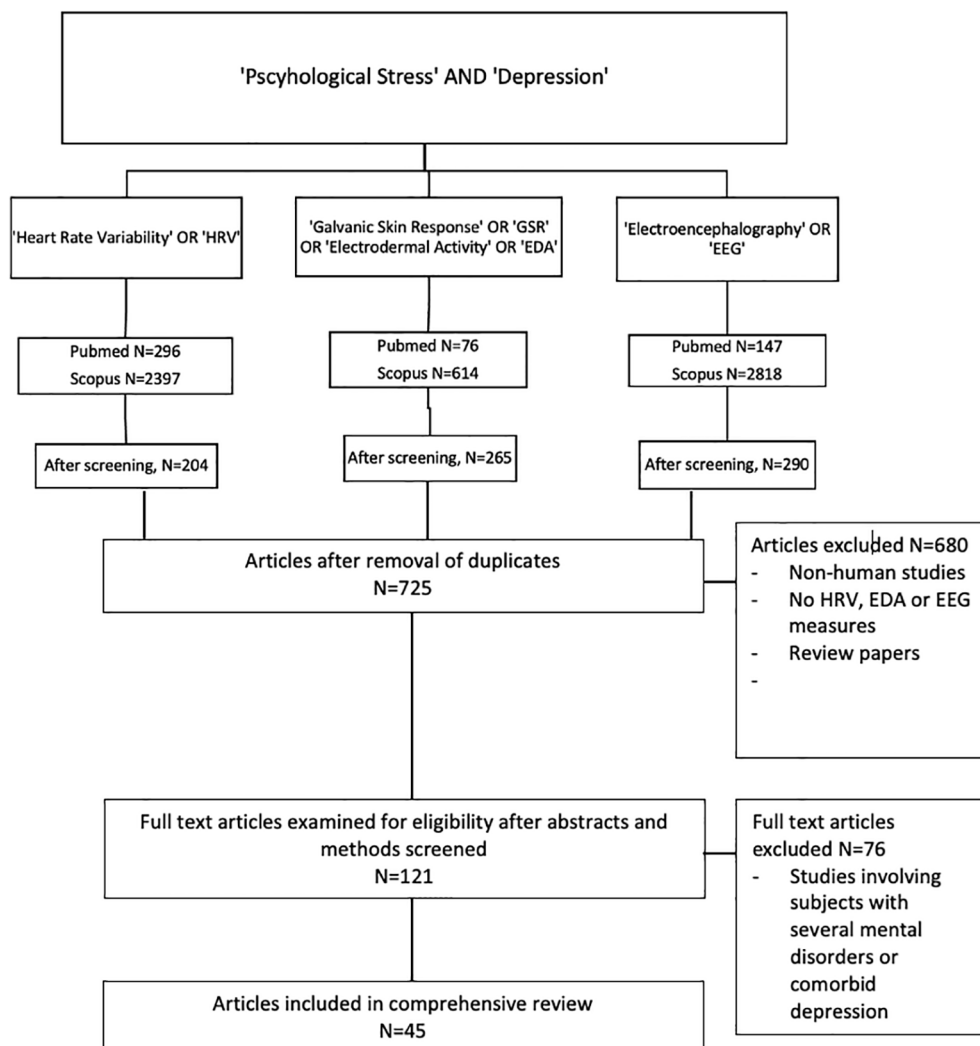 'Pscyhological Stress' AND 'Depression'
'Heart Rate Variability' OR 'HRV'
'Galvanic Skin Response' OR 'GSR'
OR 'Electrodermal Activity' OR 'EDA'
'Electroencephalography' OR
'EEG'
Pubmed N=296
Scopus N=2397
Pubmed N=76
Scopus N=614
Pubmed N=147
Scopus N=2818
After screening, N=204
After screening, N=265
After screening, N=290
Articles after removal of duplicates
N=725
Articles excluded N=680
- Non-human studies
- No HRV, EDA or EEG
measures
- Review papers
-
Full text articles examined for eligibility after abstracts and
methods screened
N=121
Full text articles
excluded N=76
- Studies involving
subjects with
several mental
disorders or
comorbid
depression
Articles included in comprehensive review
N=45